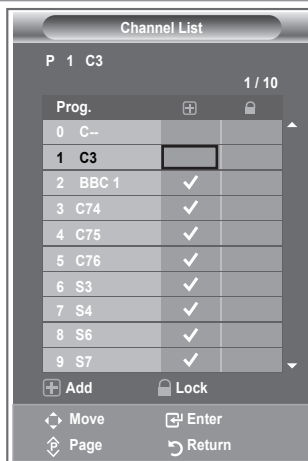 Channel List
P 1 C3
1 / 10
Prog.
0 C--
1 C3
2 BBC 1
3 C74
4 C75
5 C76
6 S3
7 S4
8 S6
9 S7
Add Lock
Move Enter
Page Return